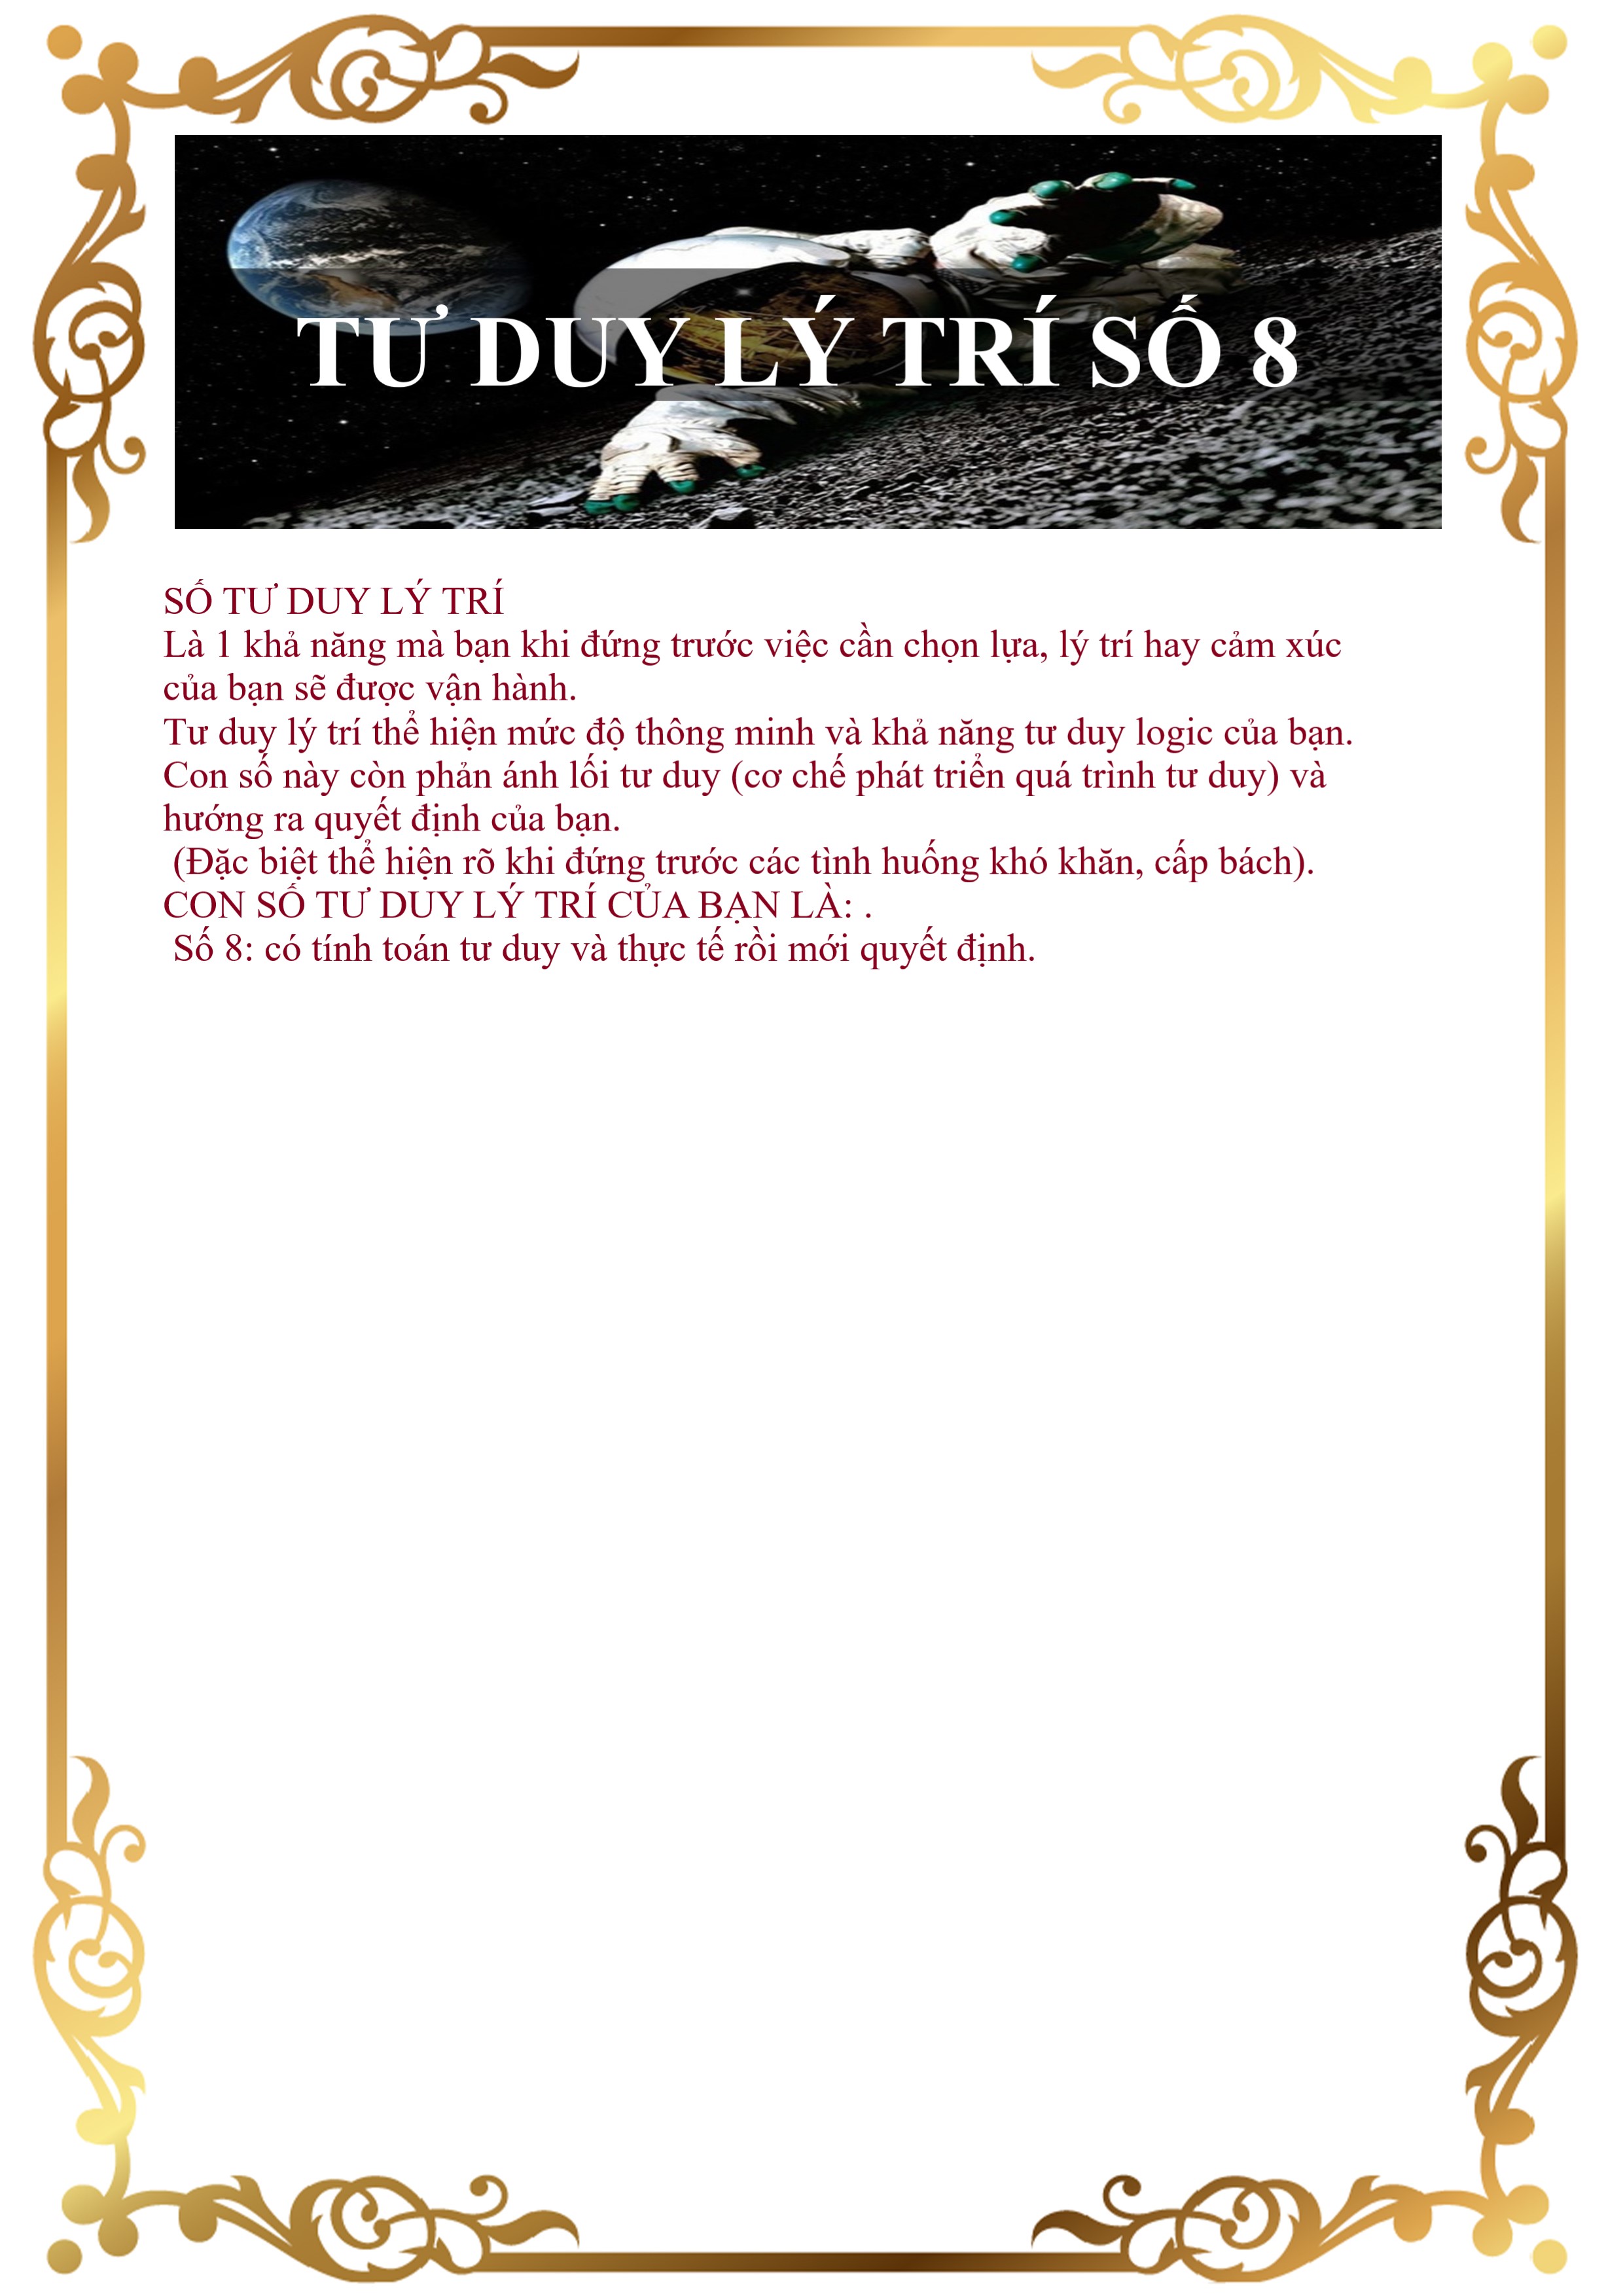 TƯ DUY LÝ TRÍ SỐ 8
SỐ TƯ DUY LÝ TRÍ
Là 1 khả năng mà bạn khi đứng trước việc cần chọn lựa, lý trí hay cảm xúc
của bạn sẽ được vận hành.
Tư duy lý trí thể hiện mức độ thông minh và khả năng tư duy logic của bạn.
Con số này còn phản ánh lối tư duy (cơ chế phát triển quá trình tư duy) và
hướng ra quyết định của bạn.
(Đặc biệt thể hiện rõ khi đứng trước các tình huống khó khăn, cấp bách).
CON SỐ TƯ DUY LÝ TRÍ CỦA BẠN LÀ: .
Số 8: có tính toán tư duy và thực tế rồi mới quyết định.